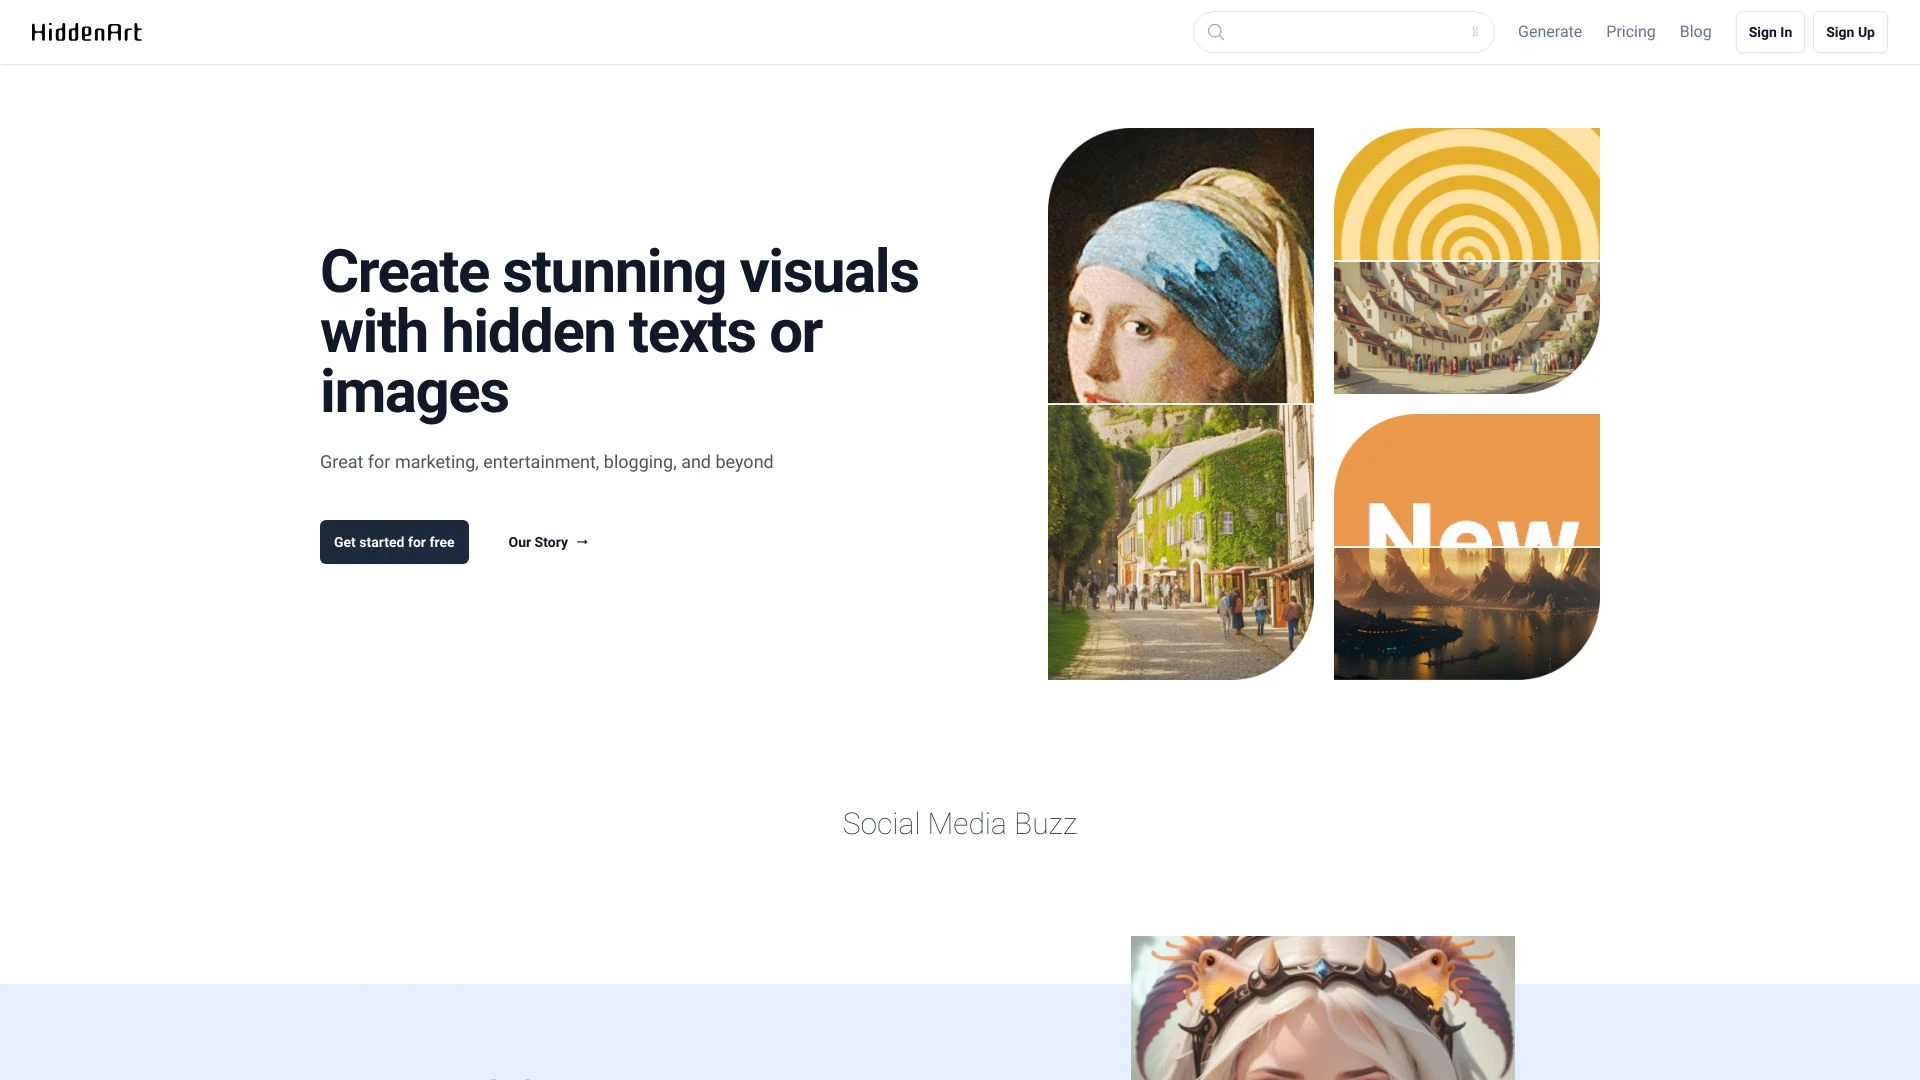 HiddenArt
Generate
Pricing
Blog
Sign In
Sign Up
Create stunning visuals
with hidden texts or
images
Great for marketing, entertainment, blogging, and beyond
Get started for free
Our Story →
New
Social Media Buzz